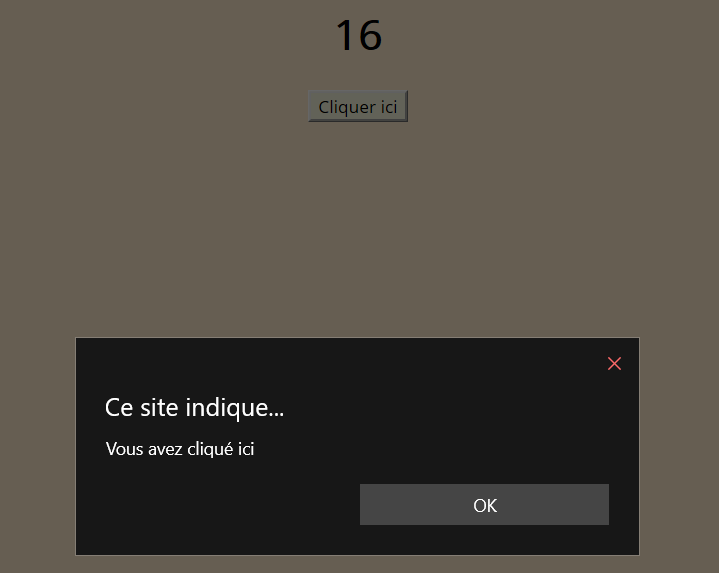 16
Cliquer ici
Ce site indique...
Vous avez cliqué ici
OK